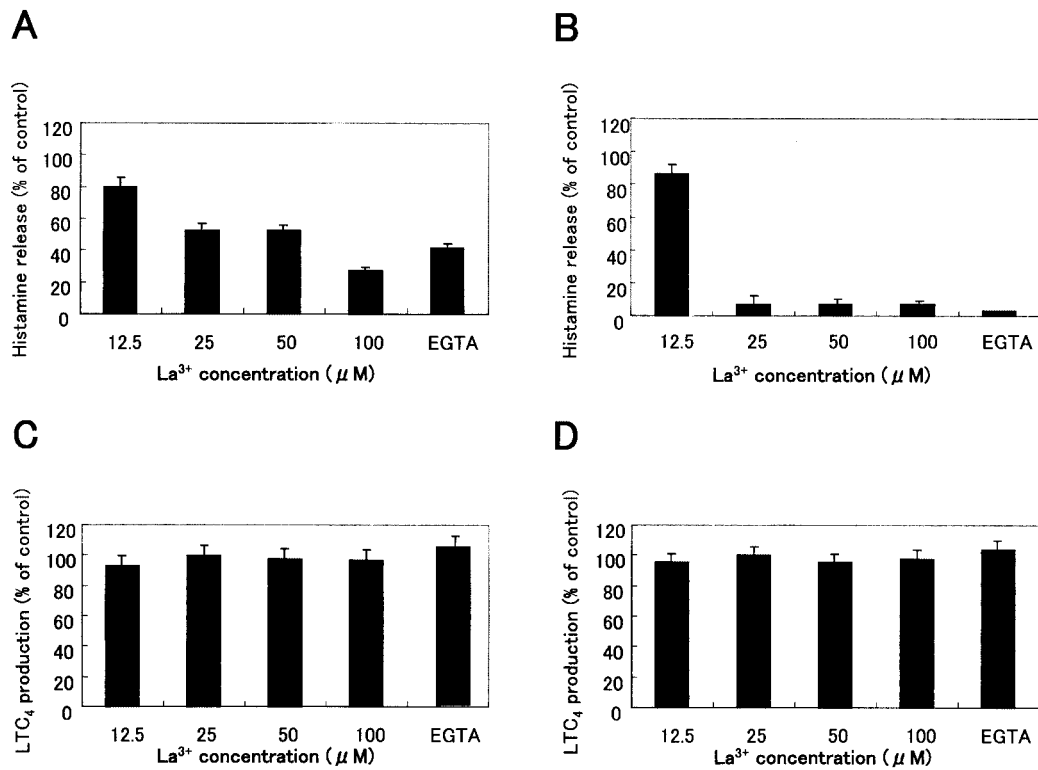 A
Histamine release (% of control)
120
100
80
60
40
20
0
12.5 25 50 100 EGTA
La³⁺ concentration (μM)
B
Histamine release (% of control)
120
100
80
60
40
20
0
12.5 25 50 100 EGTA
La³⁺ concentration (μM)
C
LTC₄ production (% of control)
120
100
80
60
40
20
0
12.5 25 50 100 EGTA
La³⁺ concentration (μM)
D
LTC₄ production (% of control)
120
100
80
60
40
20
0
12.5 25 50 100 EGTA
La³⁺ concentration (μM)